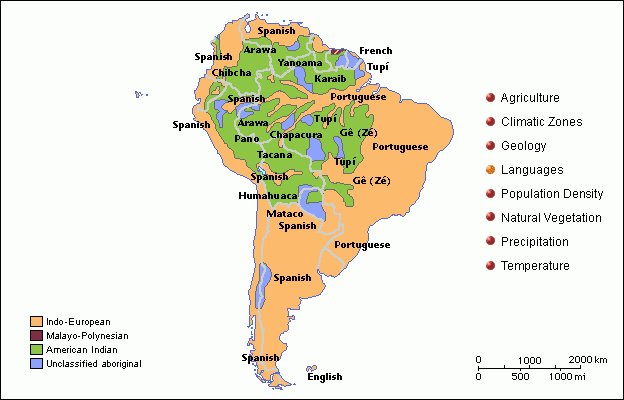 Spanish
French
Spanish
Arawa
Yanoama
Tupí
Chibcha
Karaib
Spanish
Portuguese
Spanish
Arawa
Tupí
Chapacura
Gê (Zé)
Pano
Portuguese
Tacana
Tupí
Spanish
Gê (Zé)
Humahuaca
Mataco
Spanish
Portuguese
Spanish
Spanish
English
Agriculture
Climatic Zones
Geology
Languages
Population Density
Natural Vegetation
Precipitation
Temperature
Indo-European
Malayo-Polynesian
American Indian
Unclassified aboriginal
0 1000 2000 km
0 500 1000 mi